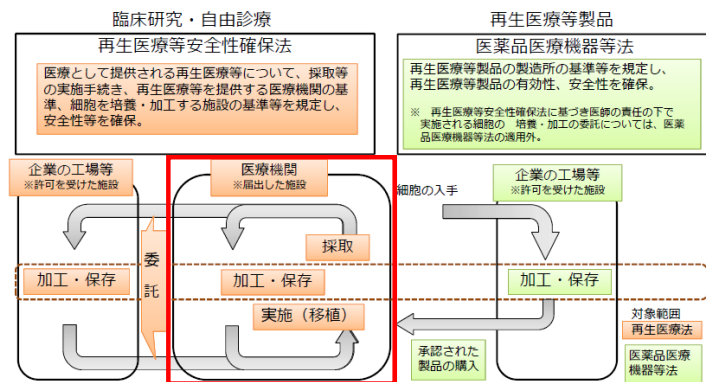 臨床研究・自由診療
再生医療等安全性確保法
医療として提供される再生医療等について、採取等
の実施手続き、再生医療等を提供する医療機関の基
準、細胞を培養・加工する施設の基準等を規定し、
安全性等を確保。
再生医療等製品
医薬品医療機器等法
再生医療等製品の製造所の基準等を規定し、
再生医療等製品の有効性、安全性を確保。
※ 再生医療等安全性確保法に基づき医師の責任の下で
実施される細胞の 培養・加工の委託については、医薬
品医療機器等法の適用外。
企業の工場等
※許可を受けた施設
医療機関
※届出した施設
細胞の入手
企業の工場等
※許可を受けた施設
採取
委
託
加工・保存
加工・保存
加工・保存
実施（移植）
承認された
製品の購入
対象範囲
再生医療法
医薬品医療
機器等法